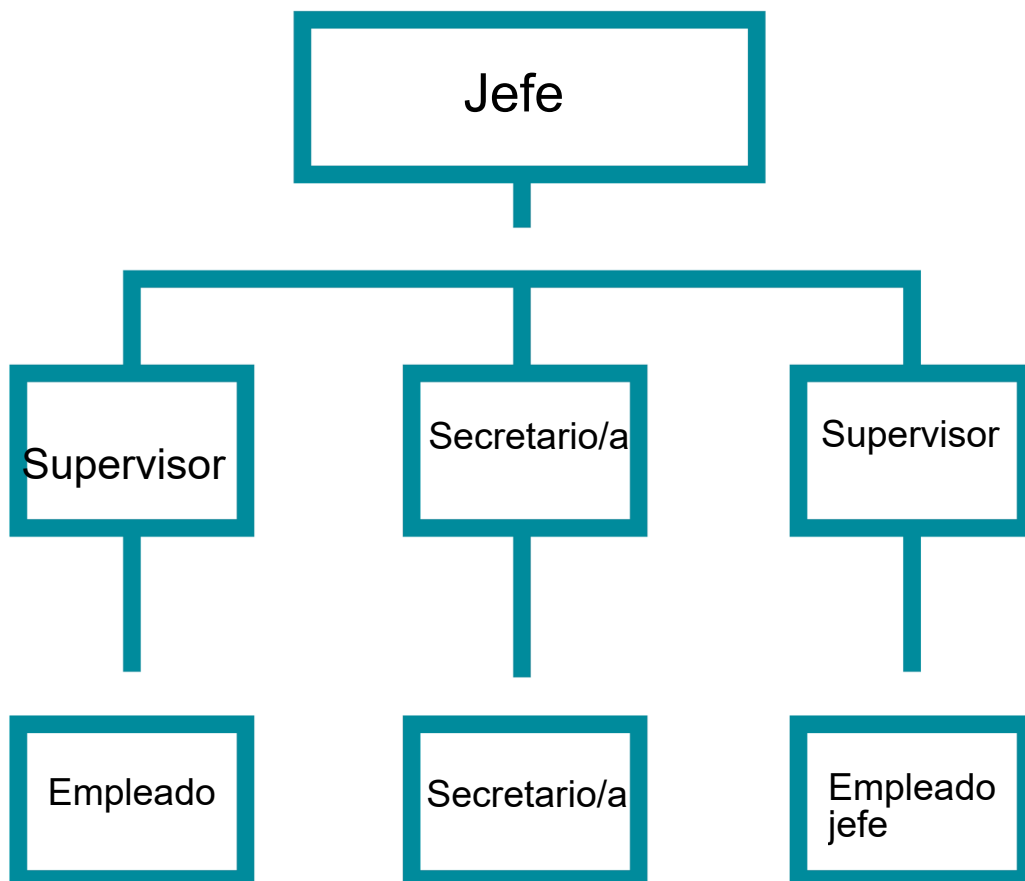 Jefe
Supervisor
Secretario/a
Supervisor
Empleado
Secretario/a
Empleado
jefe